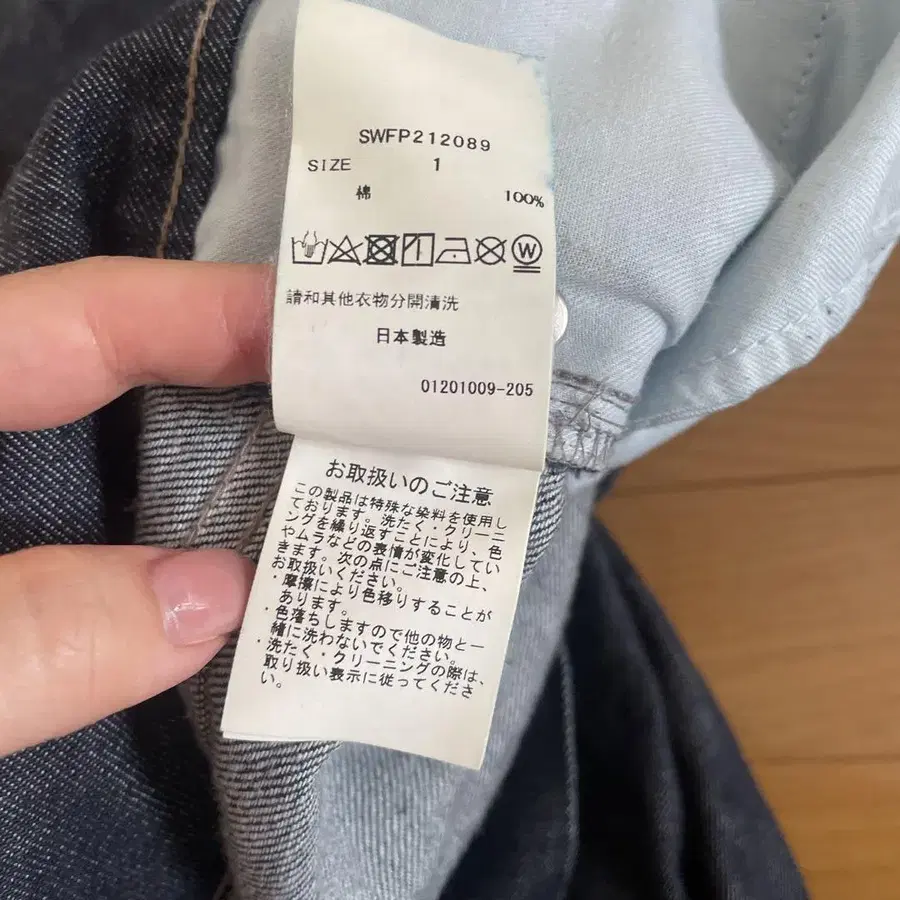 SWFP212089
SIZE 1
棉 100%
W
請和其他衣物分開清洗
日本製造
01201009-205
お取扱いのご注意
この製品は特殊な染料を使用し
ております。洗たく・クリーニ
ングを繰り返すことにより、色
やムラなどの表情が変化してい
きます。次の点にご注意の上、
お取扱いください。
・摩擦により色移りすることが
あります。
・色落ちしますので他の物と一
緒に洗わないでください。
・洗たく・クリーニングの際は、
取り扱い表示に従ってくださ
い。